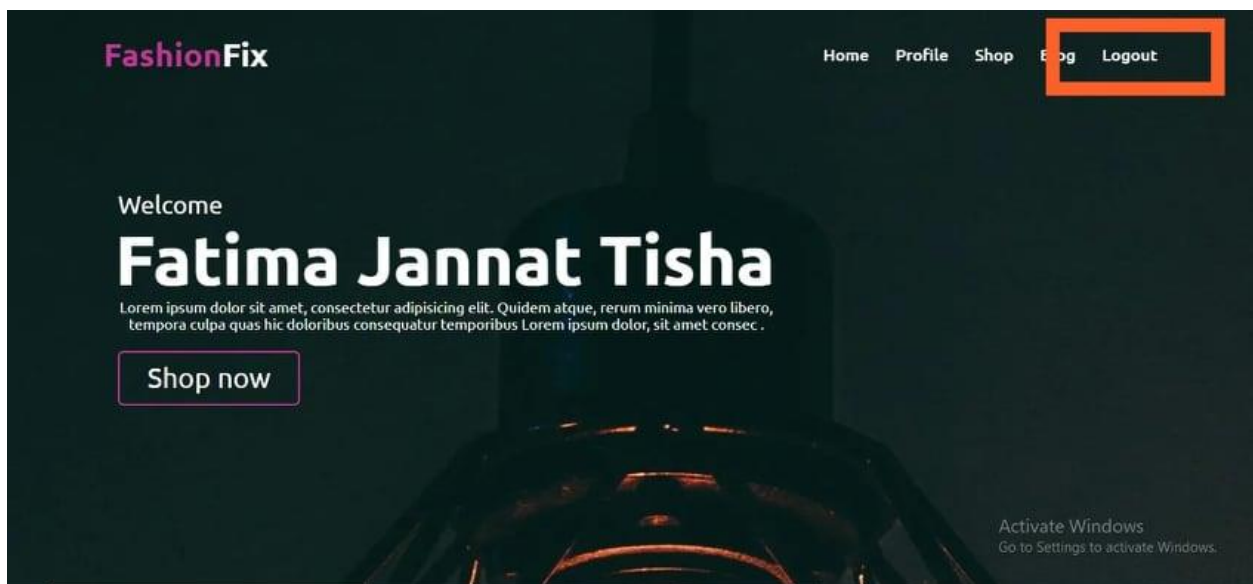 FashionFix
Home Profile Shop Blog Logout
Welcome
Fatima Jannat Tisha
Lorem ipsum dolor sit amet, consectetur adipisicing elit. Quidem atque, rerum minima vero libero,
tempora culpa quas hic doloribus consequatur temporibus Lorem ipsum dolor, sit amet consec .
Shop now
Activate Windows
Go to Settings to activate Windows.